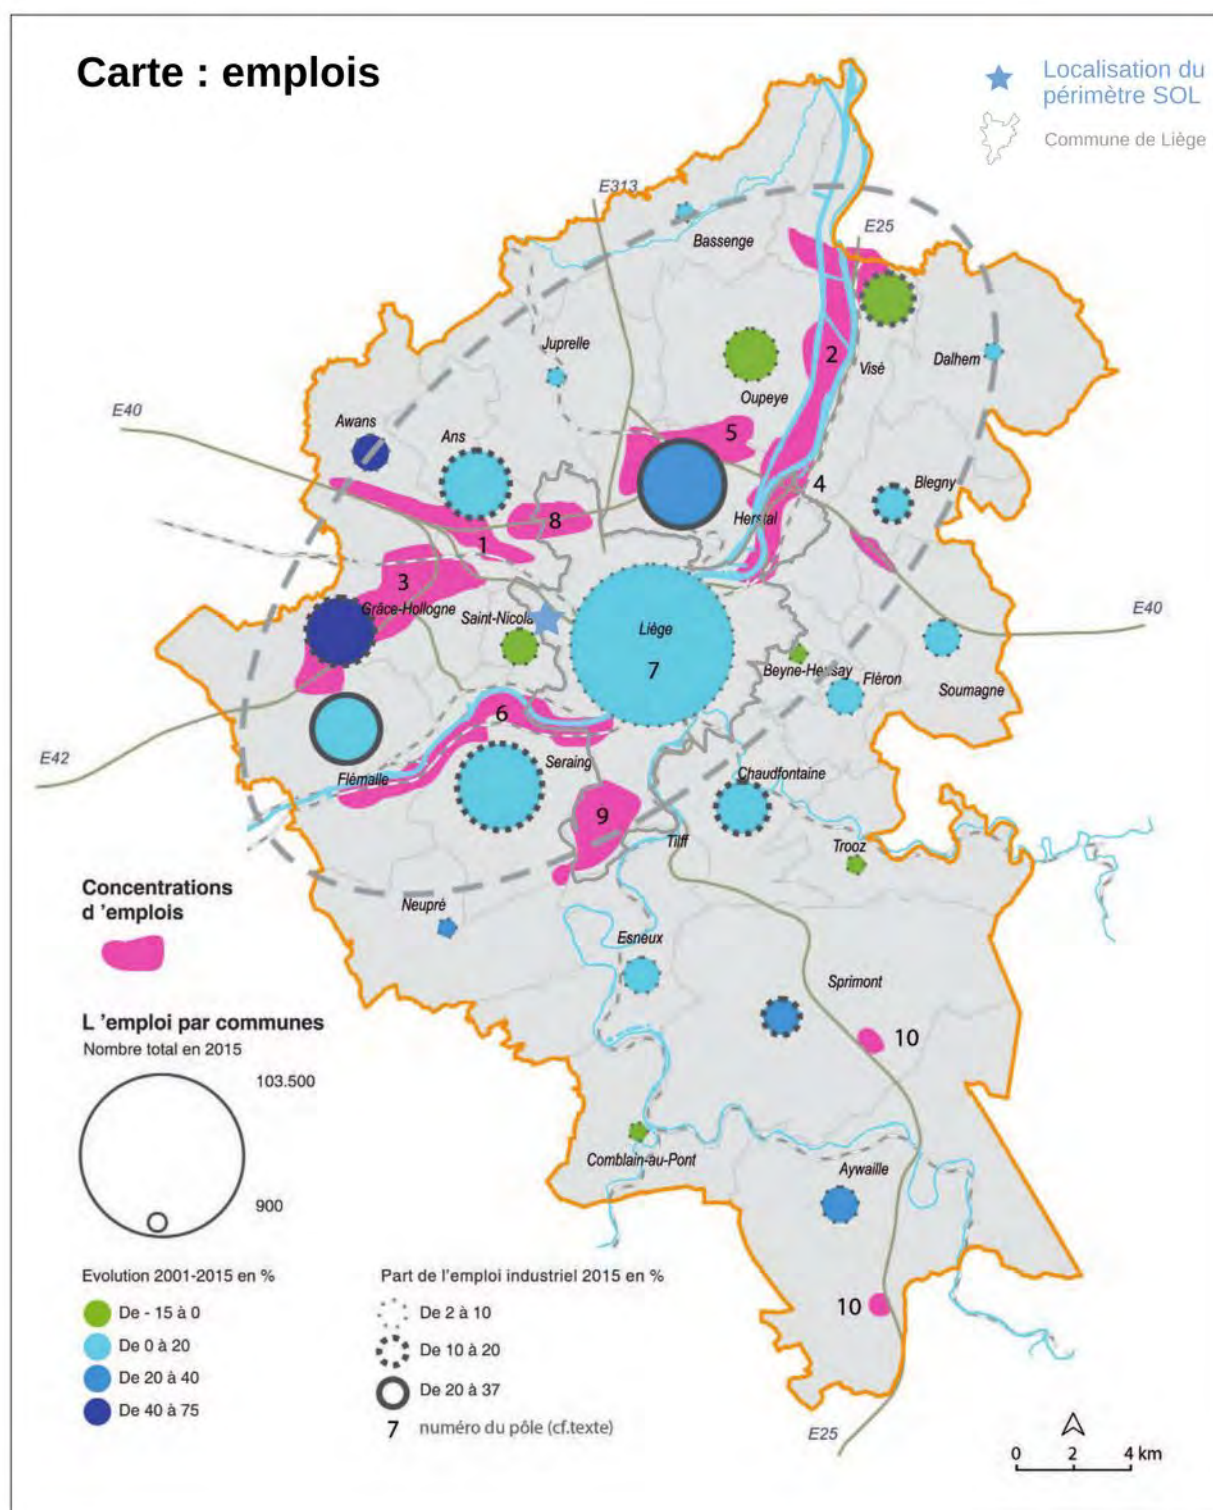 Carte : emplois
Localisation du
périmètre SOL
Commune de Liège
E313
E25
Bassenge
Juprelle
2
Visé
Dalhem
Oupeye
E40
Awans
Ans
5
4
Blegny
8
Herstal
1
3
Grâce-Hollogne
Saint-Nicola
Liège
E40
7
Beyne-Heusay
Fléron
Soumagne
6
E42
Seraing
Flémalle
Chaudfontaine
9
Tilff
Trooz
Concentrations
d 'emplois
Neupré
Esneux
Sprimont
L 'emploi par communes
10
Nombre total en 2015
103.500
Comblain-au-Pont
Aywaille
900
Evolution 2001-2015 en %
De - 15 à 0
De 0 à 20
De 20 à 40
De 40 à 75
Part de l'emploi industriel 2015 en %
De 2 à 10
De 10 à 20
De 20 à 37
7 numéro du pôle (cf.texte)
10
E25
0 2 4 km